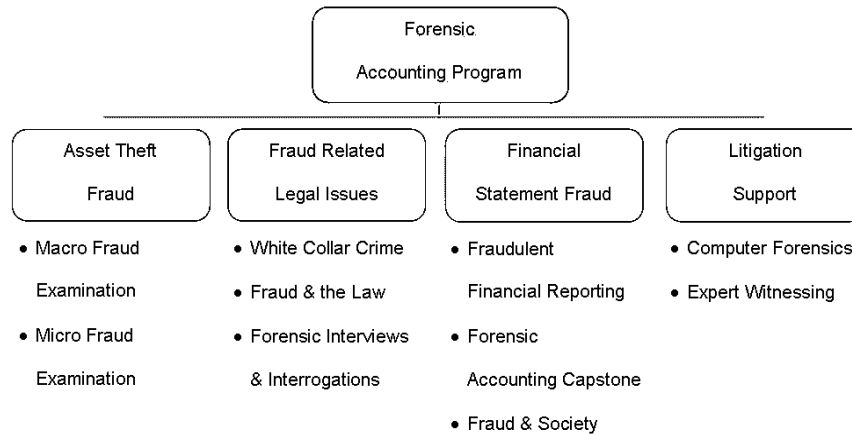 Forensic
Accounting Program
Asset Theft
Fraud
Fraud Related
Legal Issues
Financial
Statement Fraud
Litigation
Support
• Macro Fraud
Examination
• Micro Fraud
Examination
• White Collar Crime
• Fraud & the Law
• Forensic Interviews
& Interrogations
• Fraudulent
Financial Reporting
• Forensic
Accounting Capstone
• Fraud & Society
• Computer Forensics
• Expert Witnessing